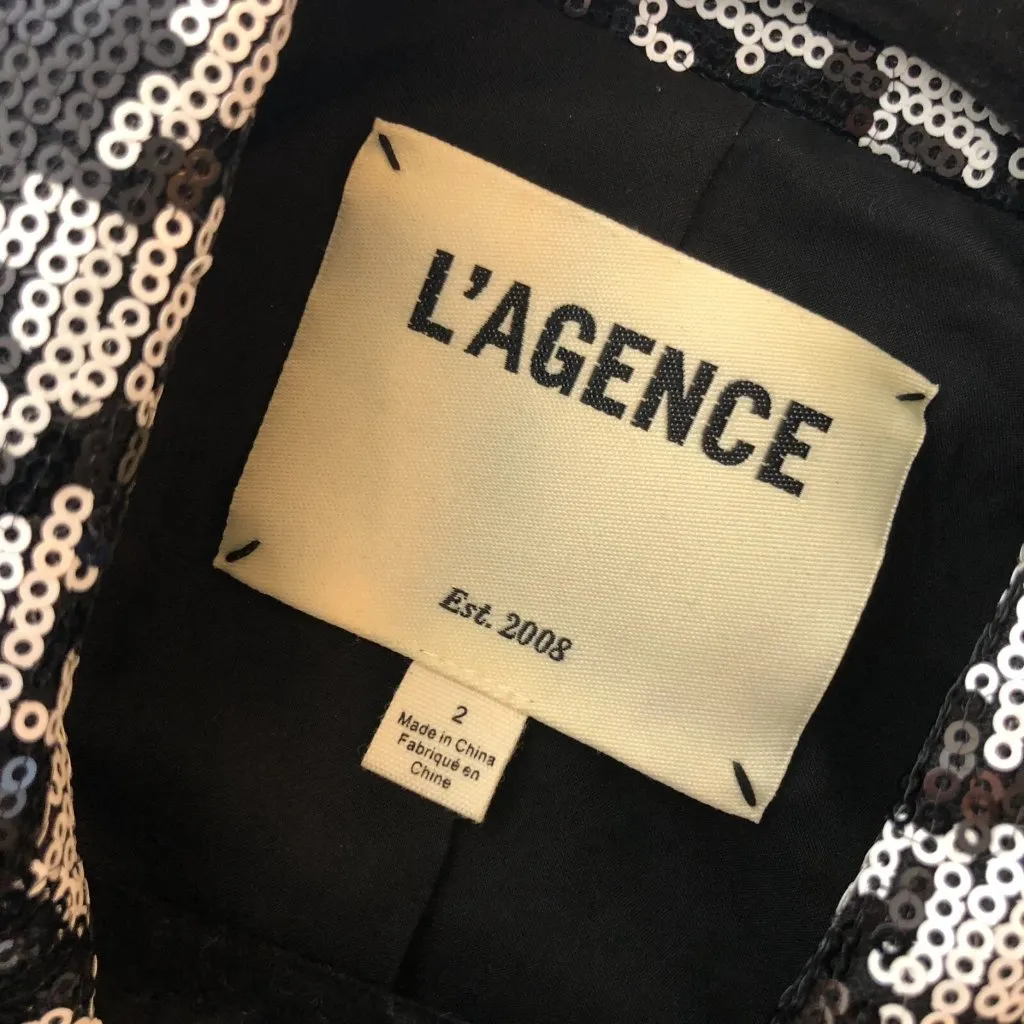 L'AGENCE
Est. 2008
2
Made in China
Fabriqué en
Chine